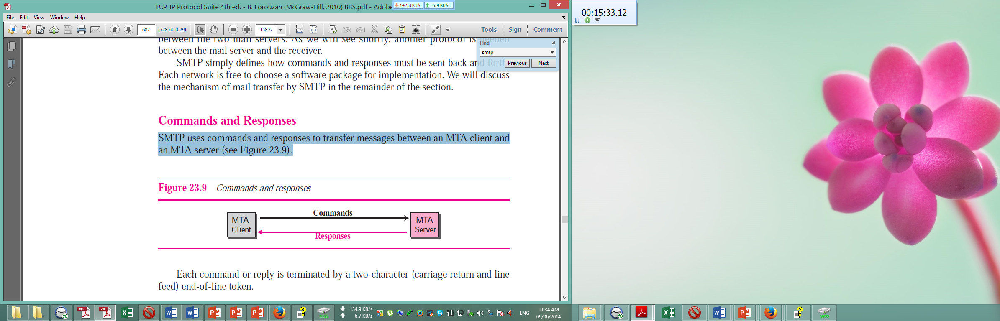 TCP_IP Protocol Suite 4th ed. - B. Forouzan (McGraw-Hill, 2010) BBS.pdf - Adobe
142.8 KB/s 6.9 KB/s
00:15:33.12
File Edit View Window Help
687 (728 of 1029) 158% Tools Sign Comment
between the two mail servers. As we will see shortly, another protocol is needed
between the mail server and the receiver.
Find
smtp
Previous Next
SMTP simply defines how commands and responses must be sent back and forth.
Each network is free to choose a software package for implementation. We will discuss
the mechanism of mail transfer by SMTP in the remainder of the section.
Commands and Responses
SMTP uses commands and responses to transfer messages between an MTA client and
an MTA server (see Figure 23.9).
Figure 23.9 Commands and responses
Commands
MTA
Client
MTA
Server
Responses
Each command or reply is terminated by a two-character (carriage return and line
feed) end-of-line token.
134.9 KB/s
6.7 KB/s
ENG
11:34 AM
09/06/2014